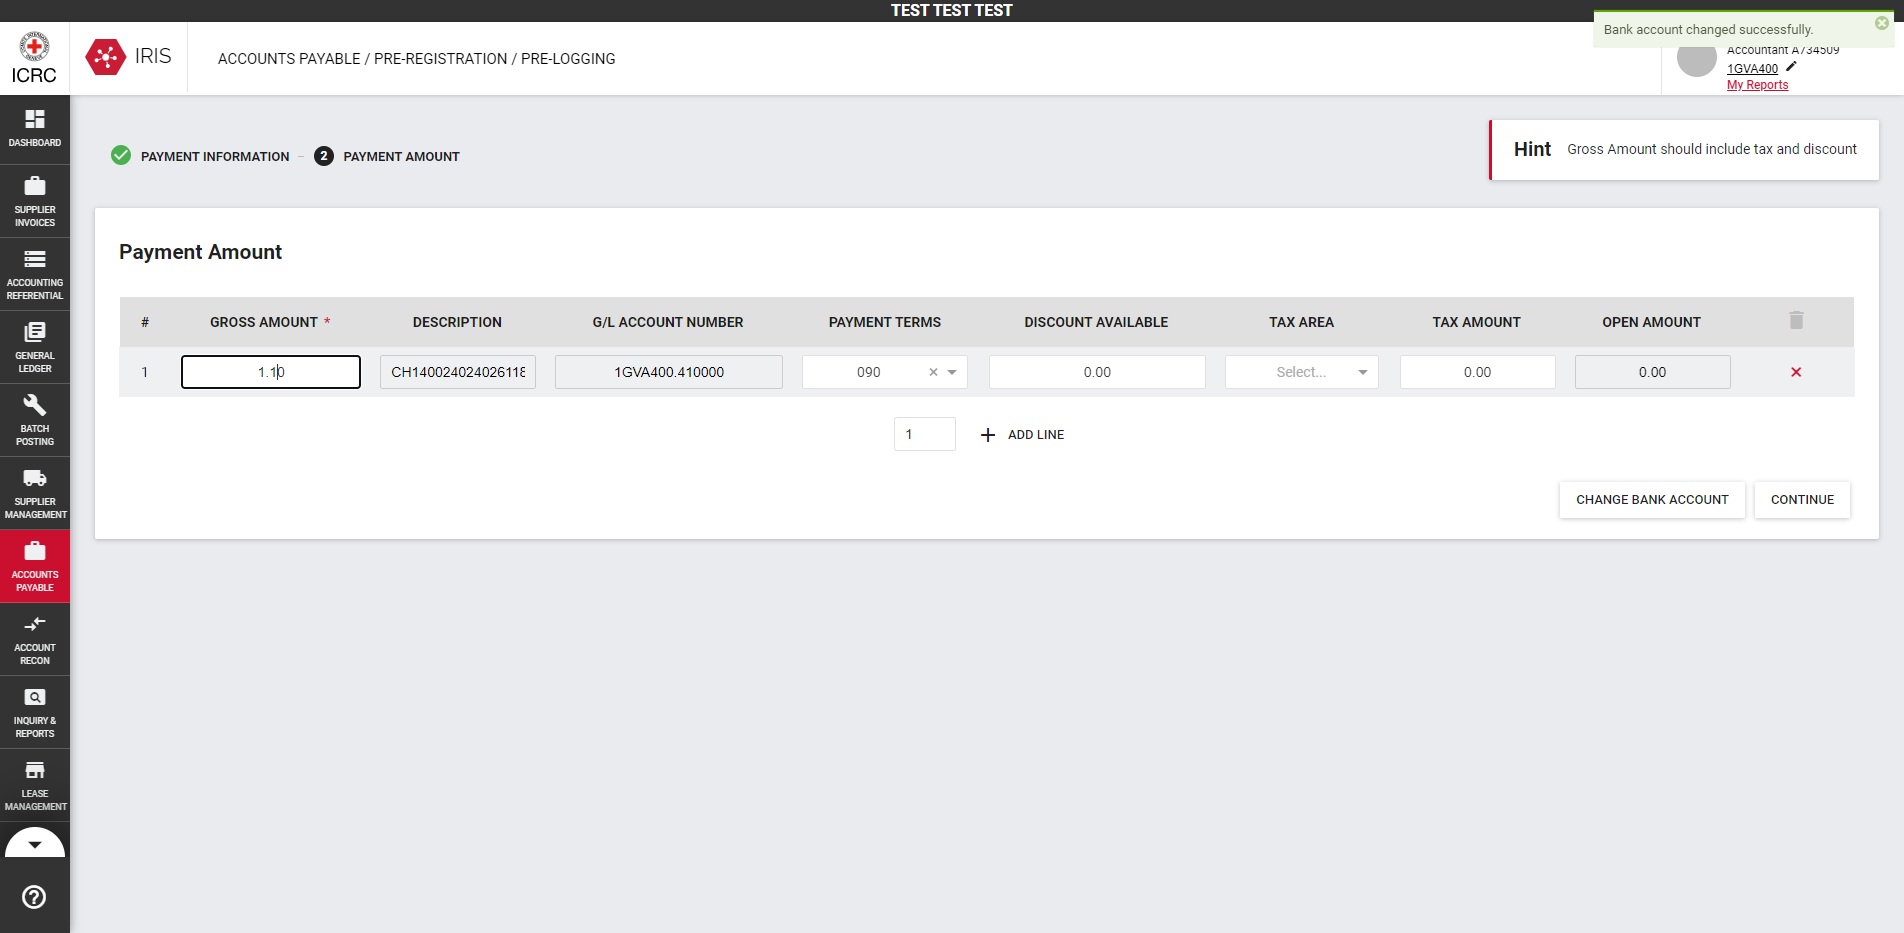 TEST TEST TEST
Bank account changed successfully.
ICRC
IRIS
ACCOUNTS PAYABLE / PRE-REGISTRATION / PRE-LOGGING
Accountant A734509
1GVA400
My Reports
DASHBOARD
SUPPLIER
INVOICES
ACCOUNTING
REFERENTIAL
GENERAL
LEDGER
BATCH
POSTING
SUPPLIER
MANAGEMENT
ACCOUNTS
PAYABLE
ACCOUNT
RECON
INQUIRY &
REPORTS
LEASE
MANAGEMENT
PAYMENT INFORMATION – 2 PAYMENT AMOUNT
Hint Gross Amount should include tax and discount
Payment Amount
# GROSS AMOUNT * DESCRIPTION G/L ACCOUNT NUMBER PAYMENT TERMS DISCOUNT AVAILABLE TAX AREA TAX AMOUNT OPEN AMOUNT
1 1.10 CH140024024026118 1GVA400.410000 090 0.00 Select... 0.00 0.00
1 ADD LINE
CHANGE BANK ACCOUNT CONTINUE